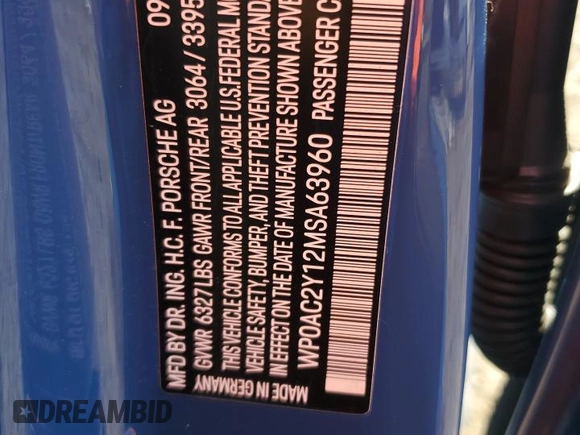 MFD BY DR. ING. H.C. F. PORSCHE AG 09
GVWR 6327 LBS GAWR FRONT/REAR 3064 / 3395
THIS VEHICLE CONFORMS TO ALL APPLICABLE U.S. FEDERAL MO
VEHICLE SAFETY, BUMPER, AND THEFT PREVENTION STANDA
IN EFFECT ON THE DATE OF MANUFACTURE SHOWN ABOVE
WP0AC2Y12MSA63960 PASSENGER C
MADE IN GERMANY
DREAMBID